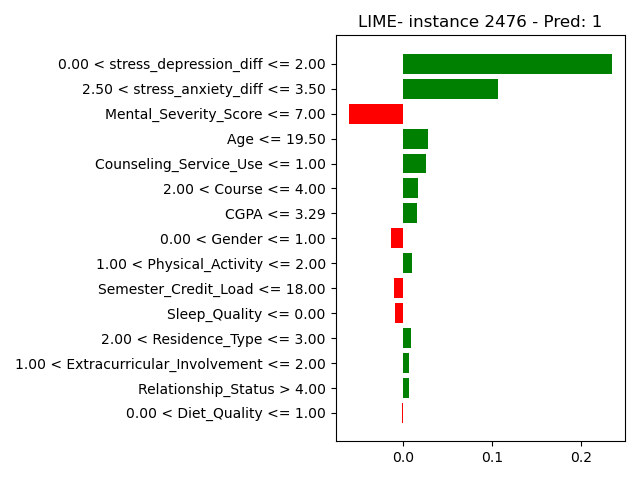 LIME- instance 2476 - Pred: 1
0.00 < stress_depression_diff <= 2.00
2.50 < stress_anxiety_diff <= 3.50
Mental_Severity_Score <= 7.00
Age <= 19.50
Counseling_Service_Use <= 1.00
2.00 < Course <= 4.00
CGPA <= 3.29
0.00 < Gender <= 1.00
1.00 < Physical_Activity <= 2.00
Semester_Credit_Load <= 18.00
Sleep_Quality <= 0.00
2.00 < Residence_Type <= 3.00
1.00 < Extracurricular_Involvement <= 2.00
Relationship_Status > 4.00
0.00 < Diet_Quality <= 1.00
0.0 0.1 0.2